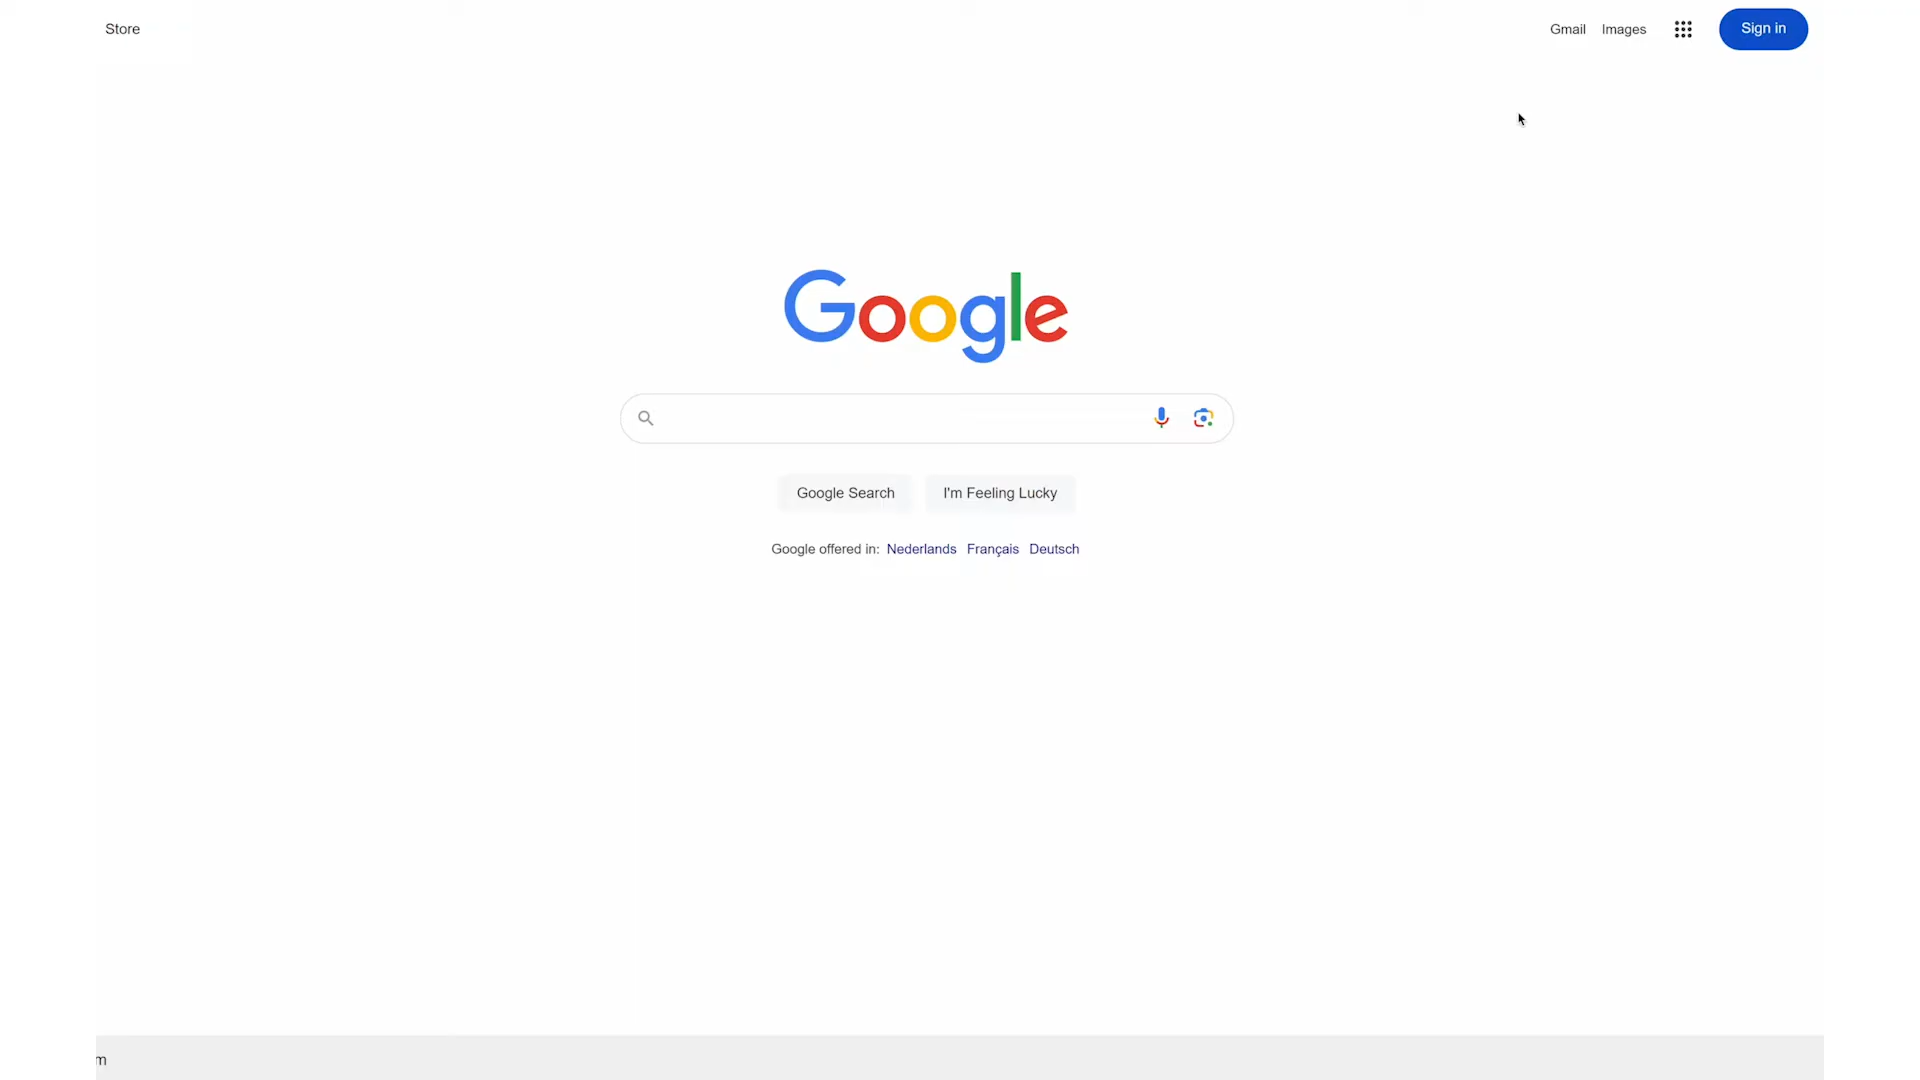 Store
Gmail Images
Sign in
Google
Google Search I'm Feeling Lucky
Google offered in: Nederlands Français Deutsch
m